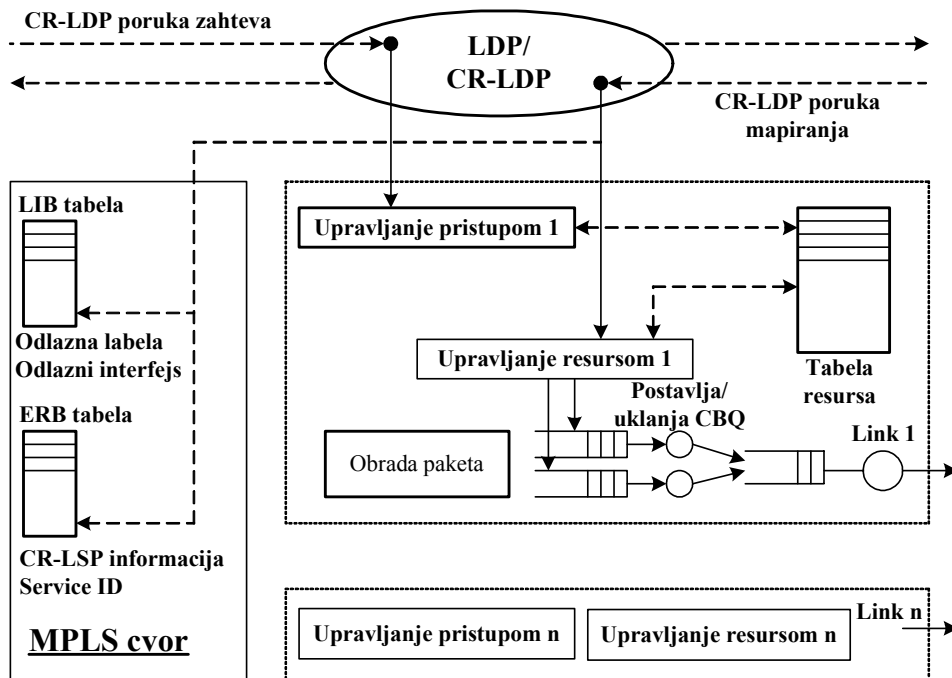 CR-LDP poruka zahteva
LDP/
CR-LDP
CR-LDP poruka
mapiranja
LIB tabela
Upravljanje pristupom 1
Odlazna labela
Odlazni interfejs
Upravljanje resursom 1
Tabela
resursa
Postavlja/
uklanja CBQ
ERB tabela
Obrada paketa
Link 1
CR-LSP informacija
Service ID
MPLS cvor
Upravljanje pristupom n
Upravljanje resursom n
Link n